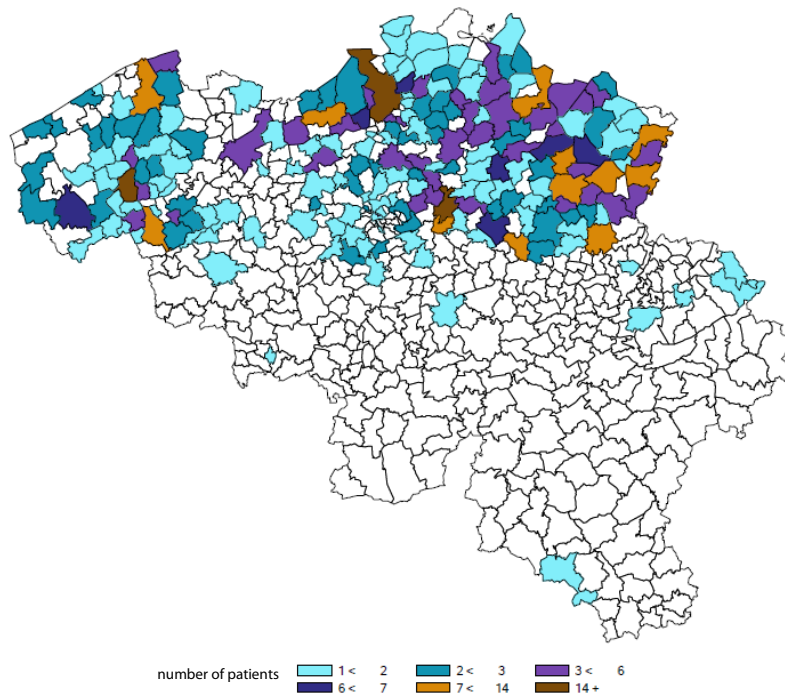 number of patients 1 < 2 2 < 3 3 < 6
6 < 7 7 < 14 14 +